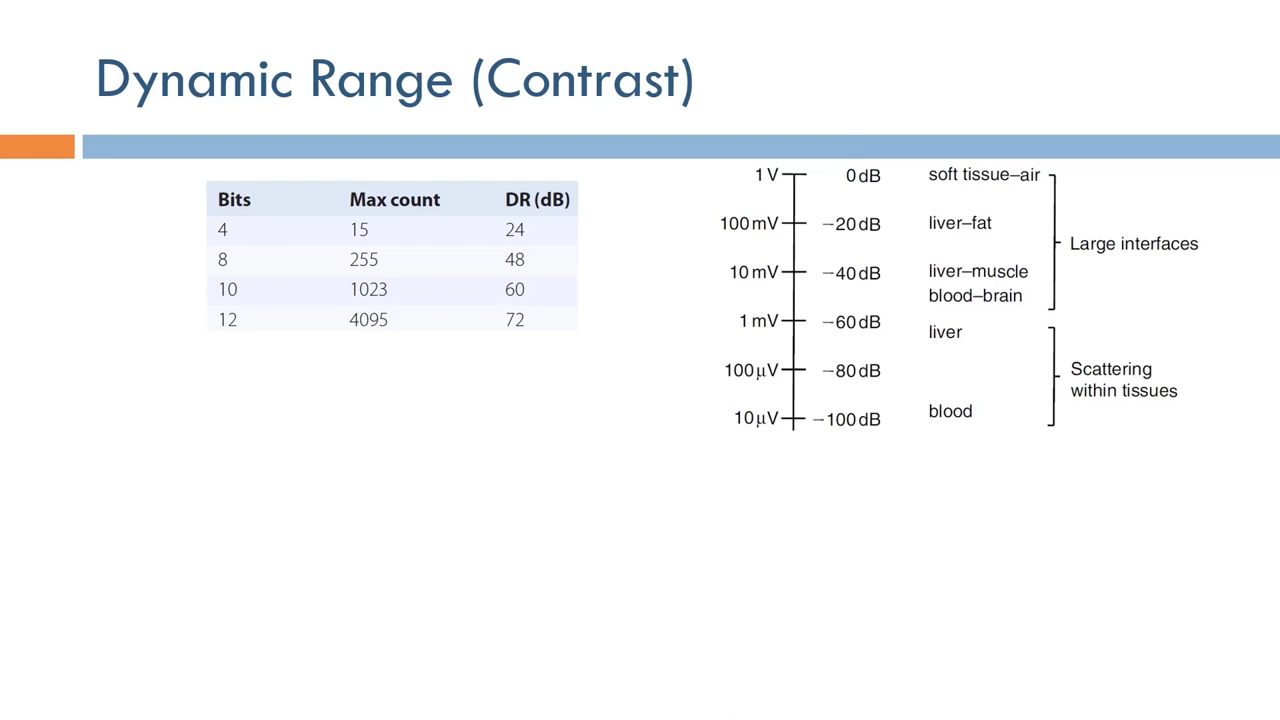 Dynamic Range (Contrast)
Bits Max count DR (dB)
4 15 24
8 255 48
10 1023 60
12 4095 72
1 V 0 dB soft tissue–air
100 mV −20 dB liver–fat
Large interfaces
10 mV −40 dB liver–muscle
blood–brain
1 mV −60 dB liver
100 μV −80 dB
Scattering
within tissues
10 μV −100 dB blood